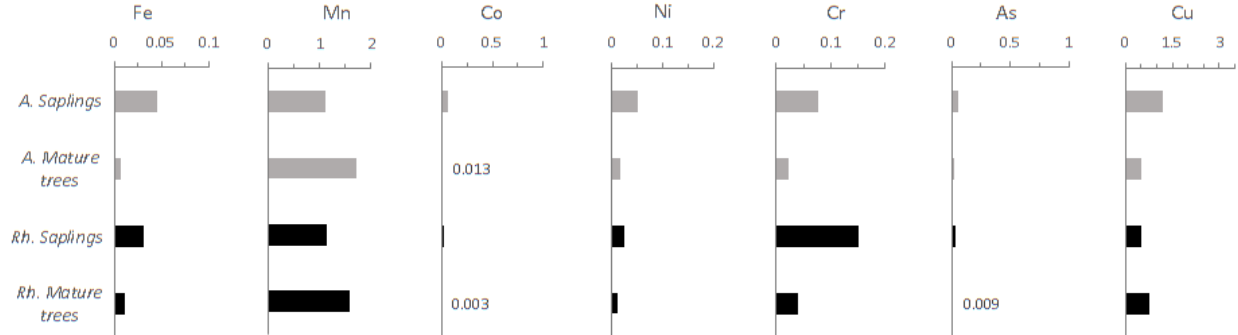 Fe Mn Co Ni Cr As Cu
0 0.05 0.1 0 1 2 0 0.5 1 0 0.1 0.2 0 0.1 0.2 0 0.5 1 0 1.5 3
A. Saplings
A. Mature
trees
0.013
Rh. Saplings
Rh. Mature
trees
0.003 0.009